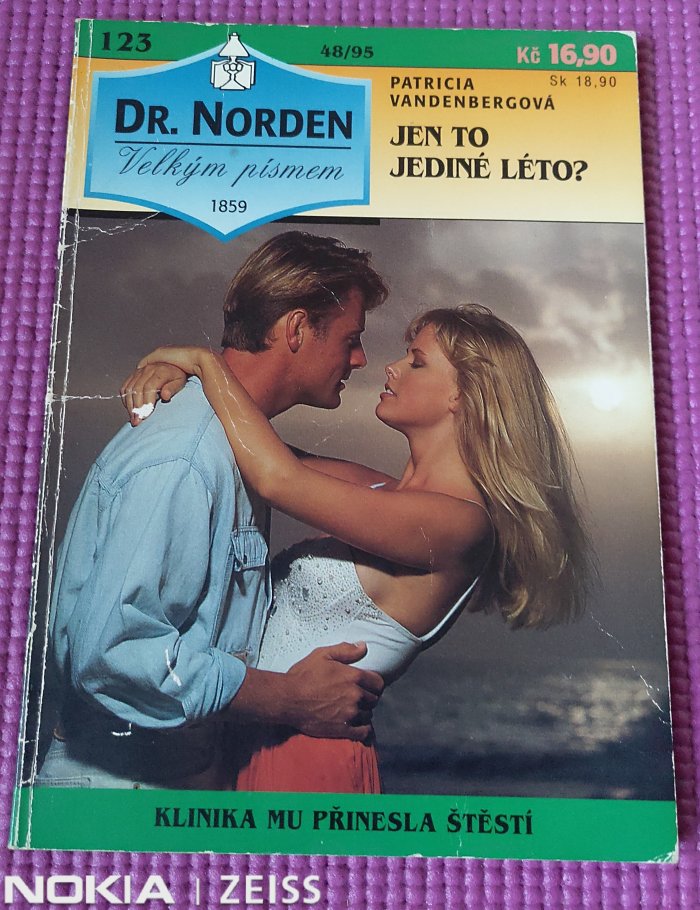 123
48/95
Kč 16,90
Sk 18,90
DR. NORDEN
Velkým písmem
1859
PATRICIA
VANDENBERGOVÁ
JEN TO
JEDINÉ LÉTO?
KLINIKA MU PŘINESLA ŠTĚSTÍ
NOKIA | ZEISS